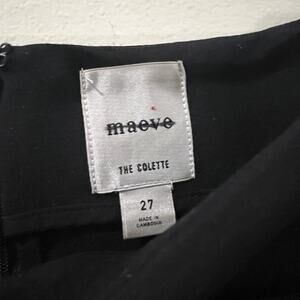 maeve
THE COLETTE
27
MADE IN
CAMBODIA